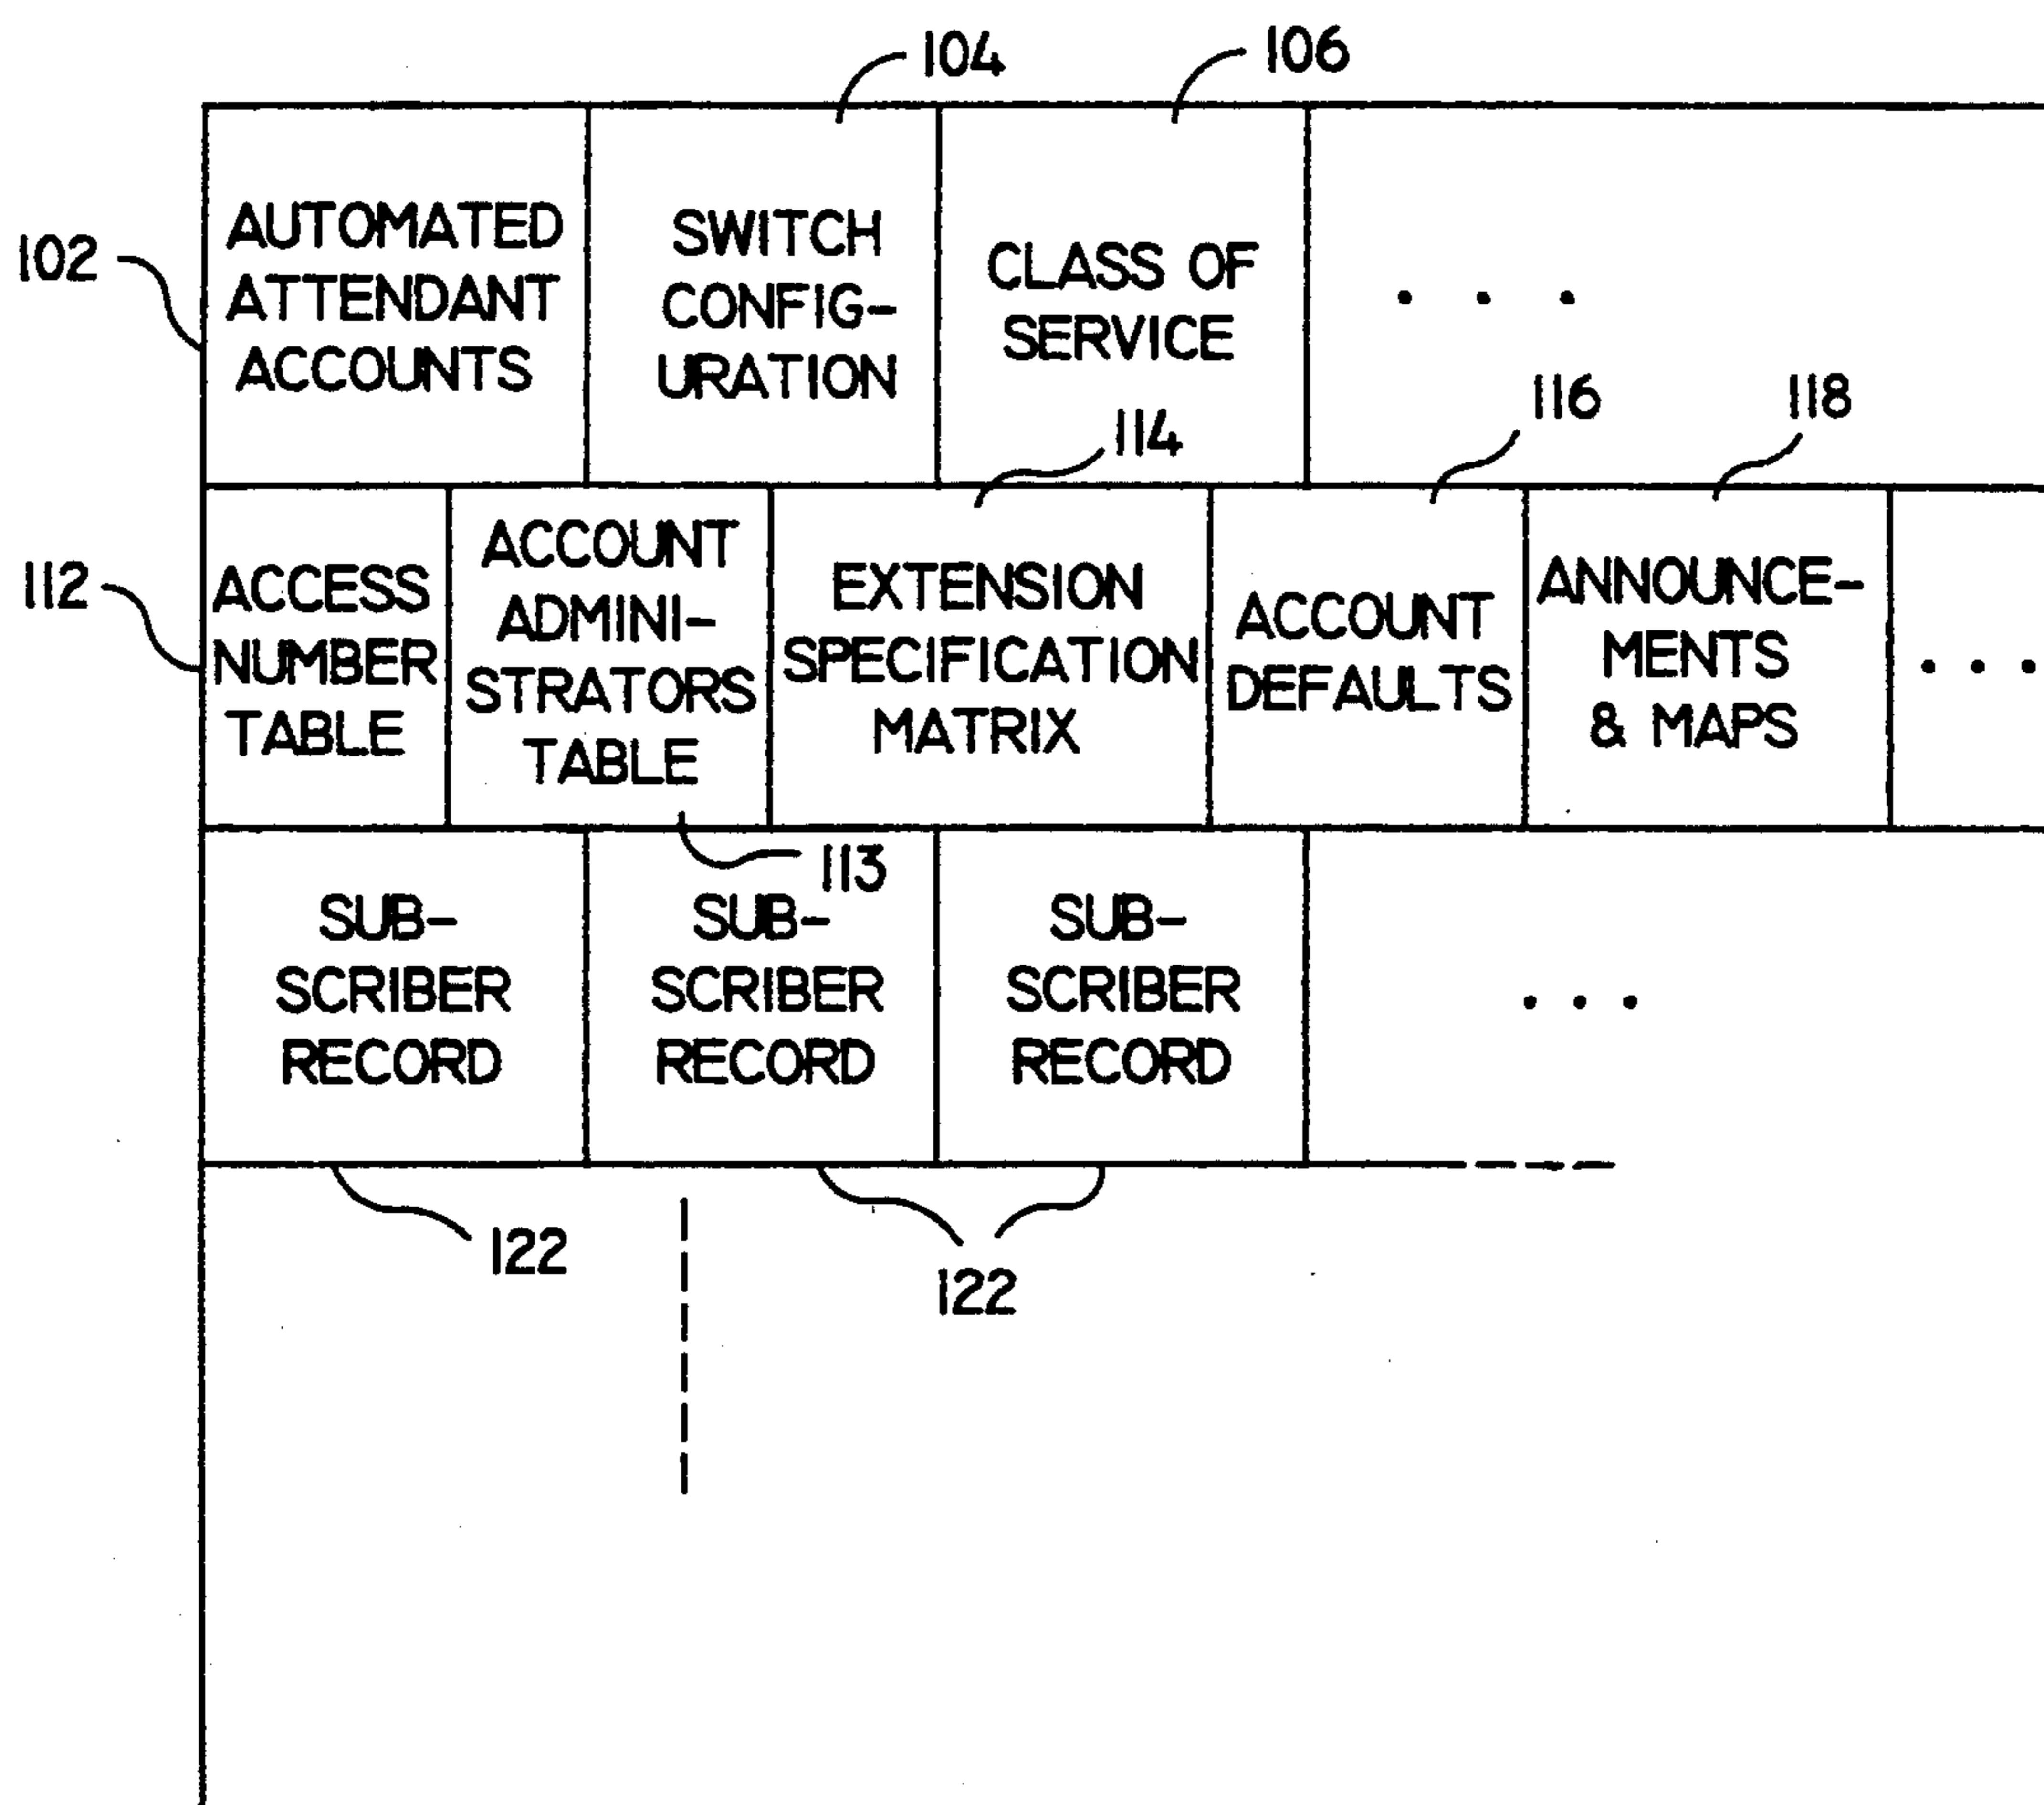 104
106
102
AUTOMATED
ATTENDANT
ACCOUNTS
SWITCH
CONFIG-
URATION
CLASS OF
SERVICE
. . .
114
116
118
112
ACCESS
NUMBER
TABLE
ACCOUNT
ADMINI-
STRATORS
TABLE
EXTENSION
SPECIFICATION
MATRIX
ACCOUNT
DEFAULTS
ANNOUNCE-
MENTS
& MAPS
. . .
113
SUB-
SCRIBER
RECORD
SUB-
SCRIBER
RECORD
SUB-
SCRIBER
RECORD
. . .
122
122